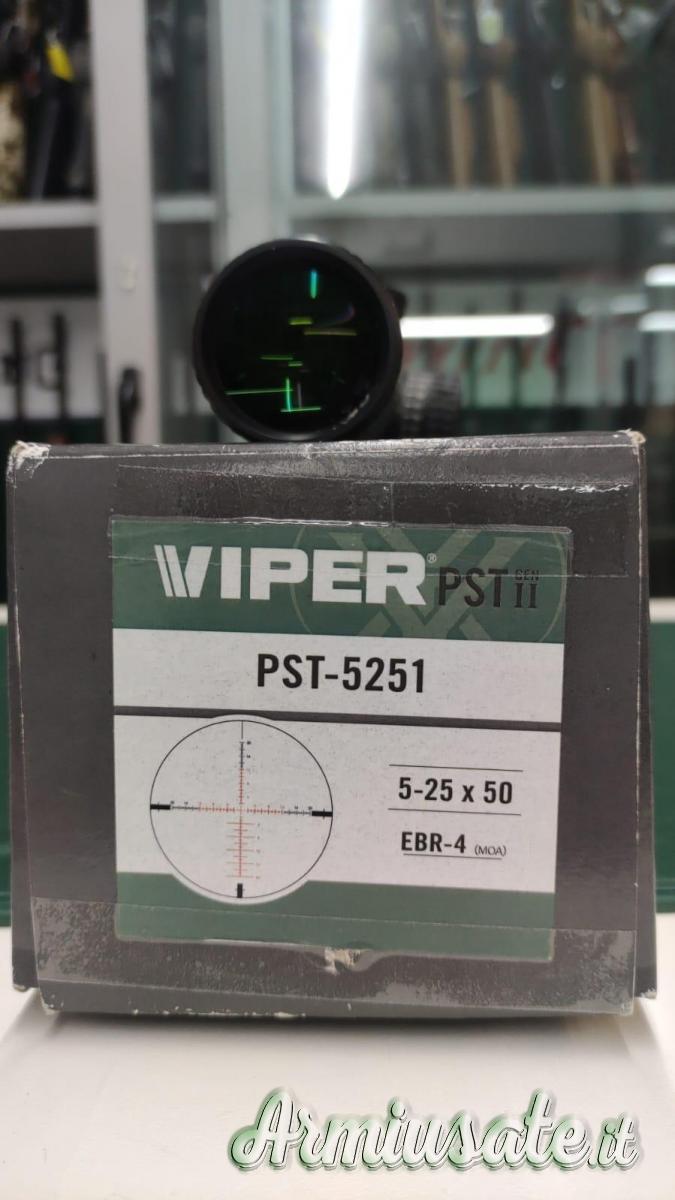 VIPER® PST GEN II
PST-5251
5-25 x 50
EBR-4 (MOA)
Armiusate.it